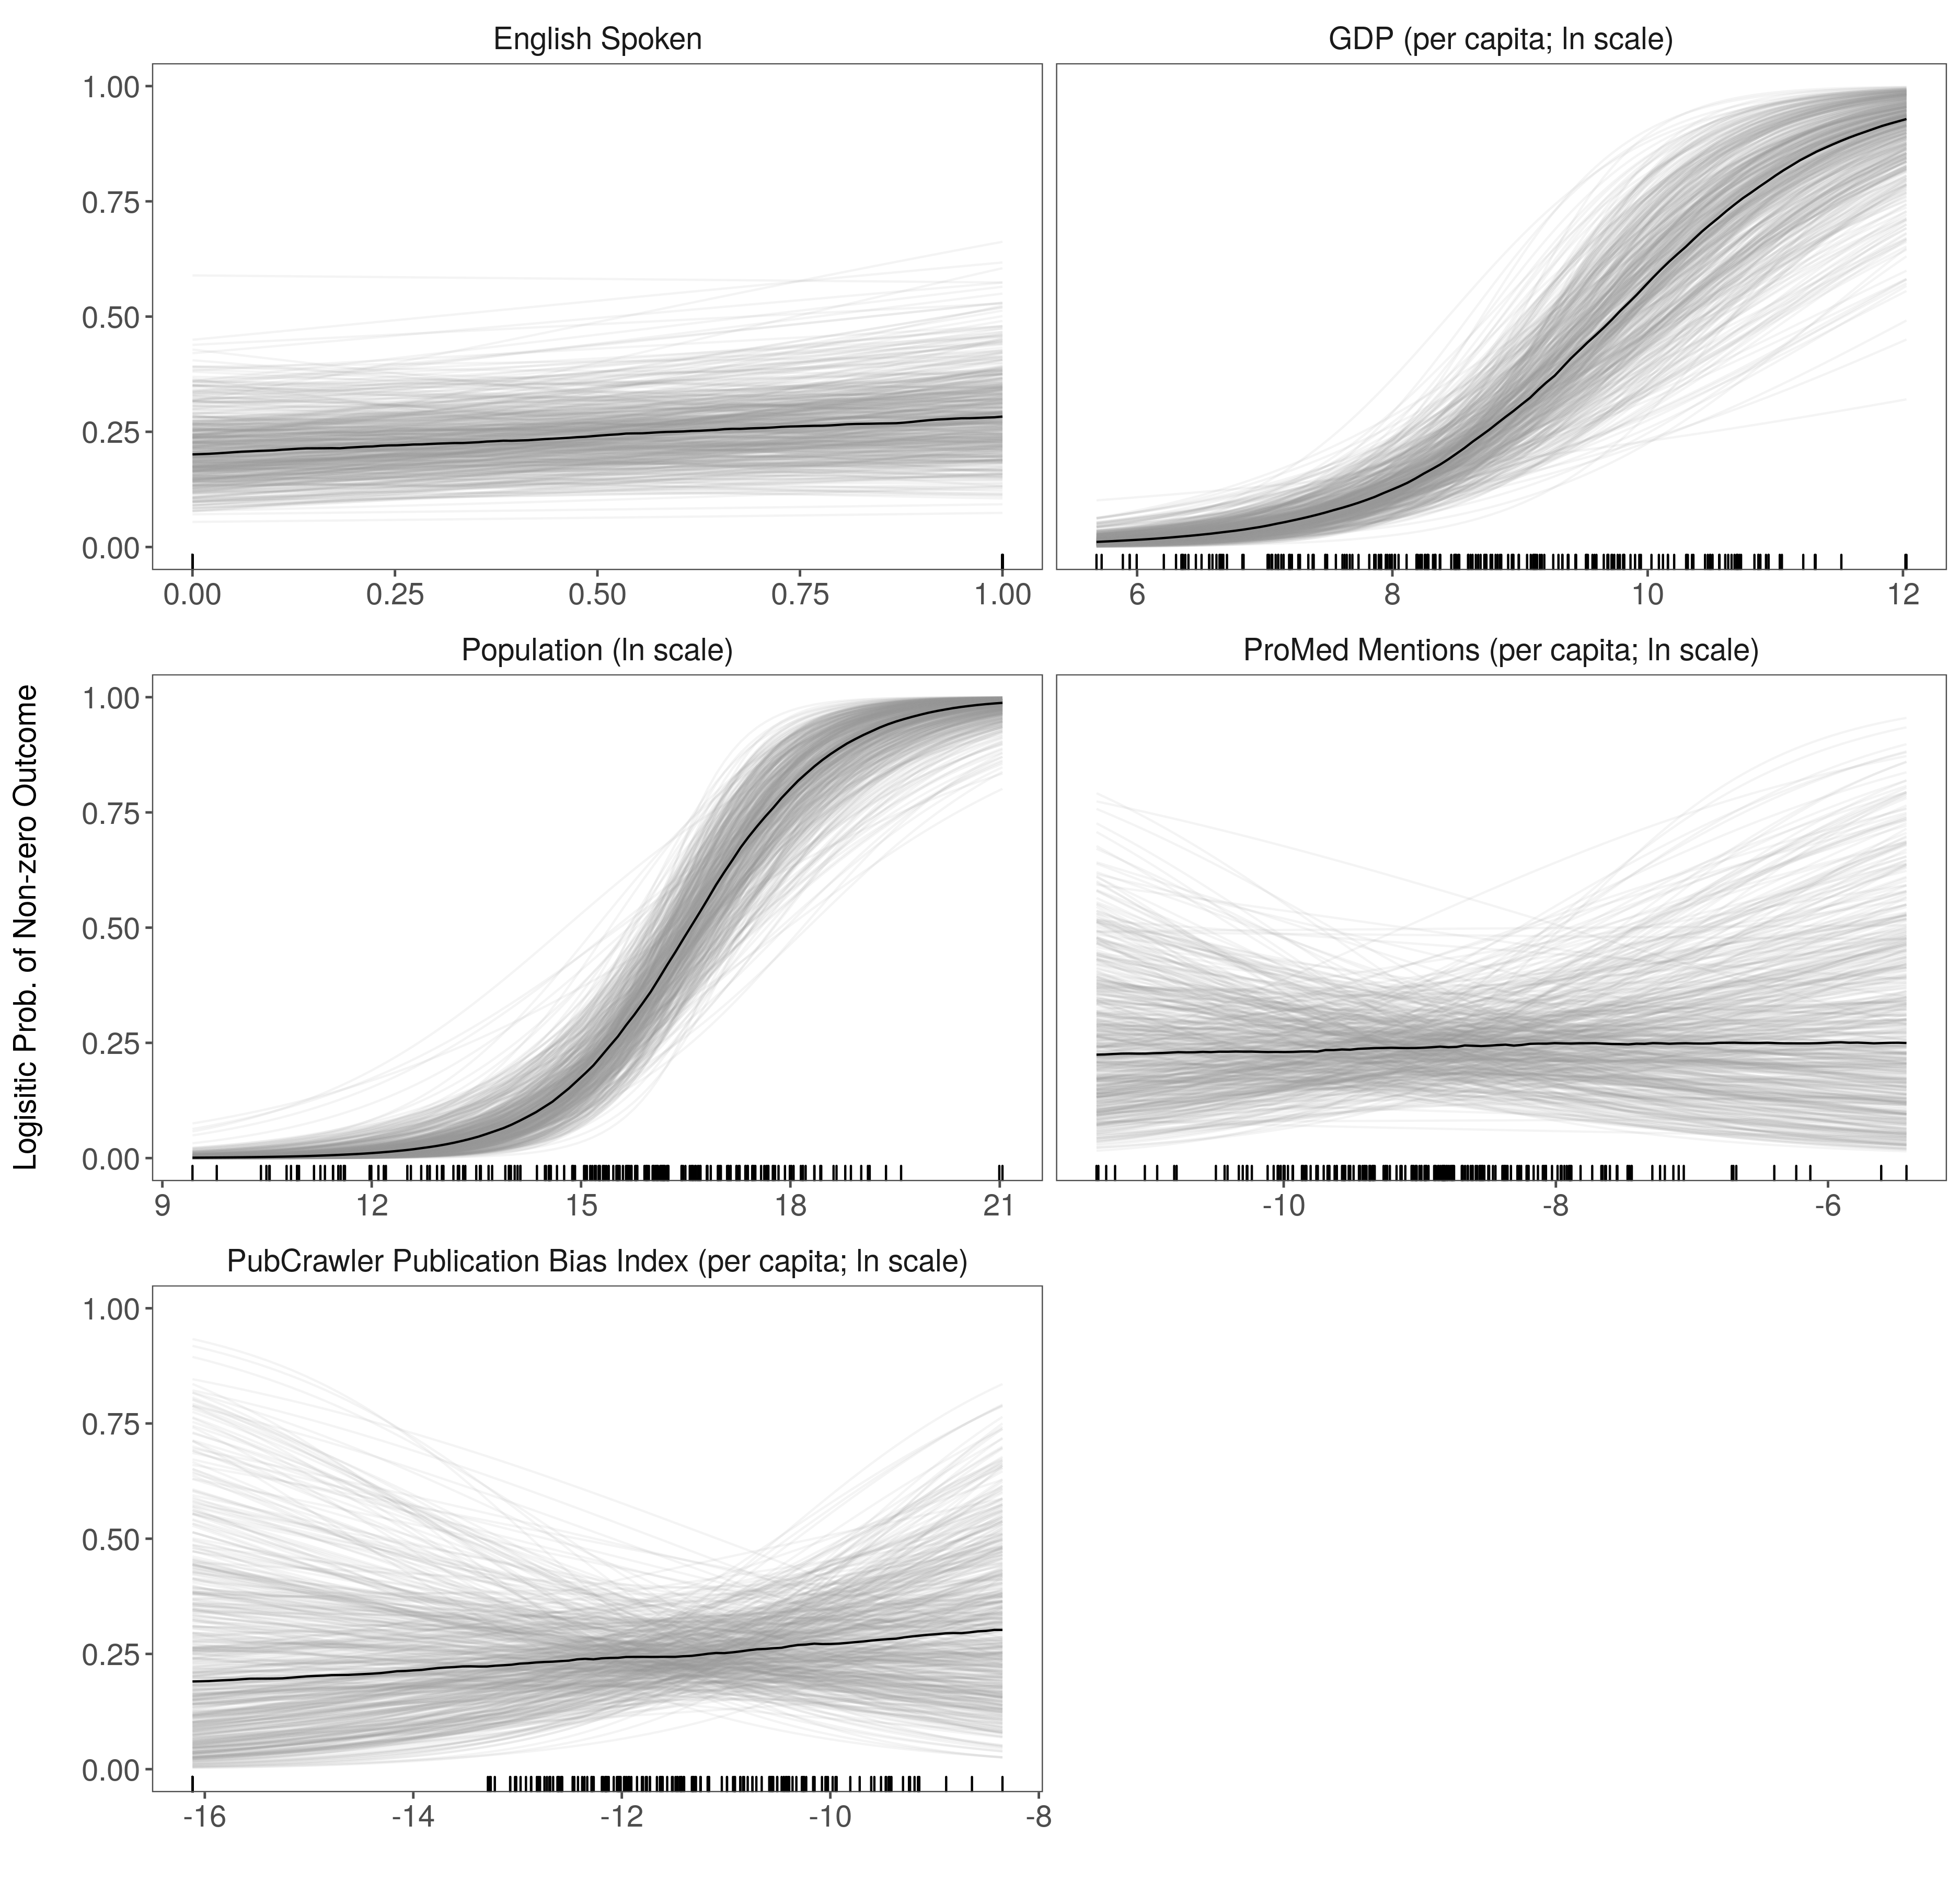 English Spoken
GDP (per capita; ln scale)
1.00
0.75
0.50
0.25
0.00
0.00 0.25 0.50 0.75 1.00
6 8 10 12
Population (ln scale)
ProMed Mentions (per capita; ln scale)
Logisitic Prob. of Non-zero Outcome
1.00
0.75
0.50
0.25
0.00
9 12 15 18 21
-10 -8 -6
PubCrawler Publication Bias Index (per capita; ln scale)
1.00
0.75
0.50
0.25
0.00
-16 -14 -12 -10 -8